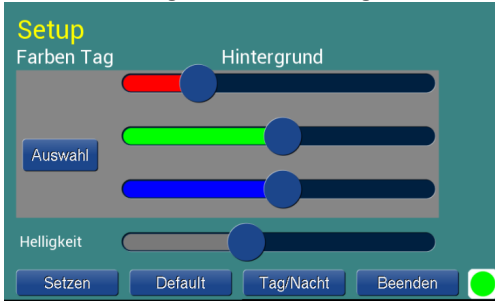 Setup
Farben Tag Hintergrund
Auswahl
Helligkeit
Setzen Default Tag/Nacht Beenden